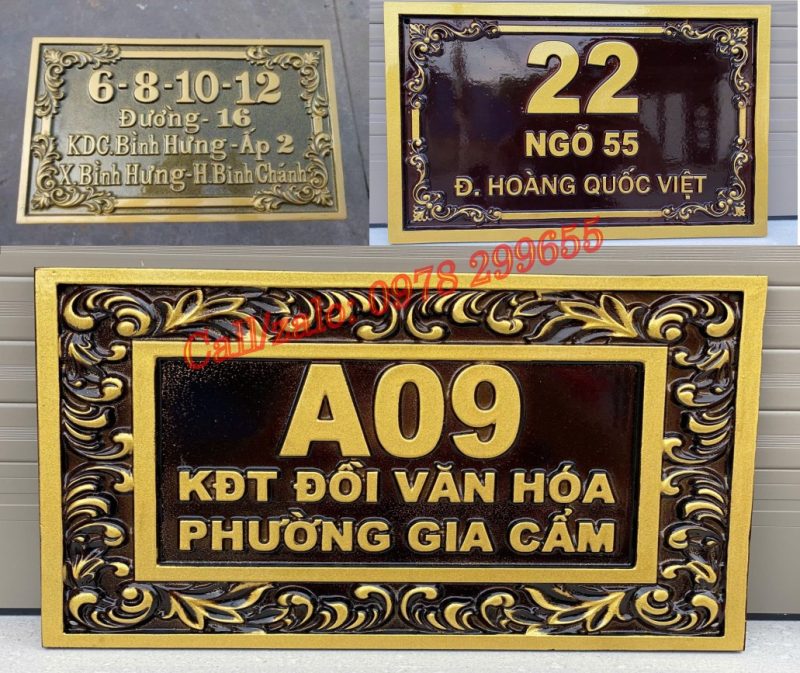 6-8-10-12
Đường- 16
KDC.Bình Hưng-Ấp 2
X.Bình Hưng-H.Bình Chánh
22
NGÕ 55
Đ. HOÀNG QUỐC VIỆT
Call/zalo: 0978 299655
A09
KĐT ĐỒI VĂN HÓA
PHƯỜNG GIA CẨM